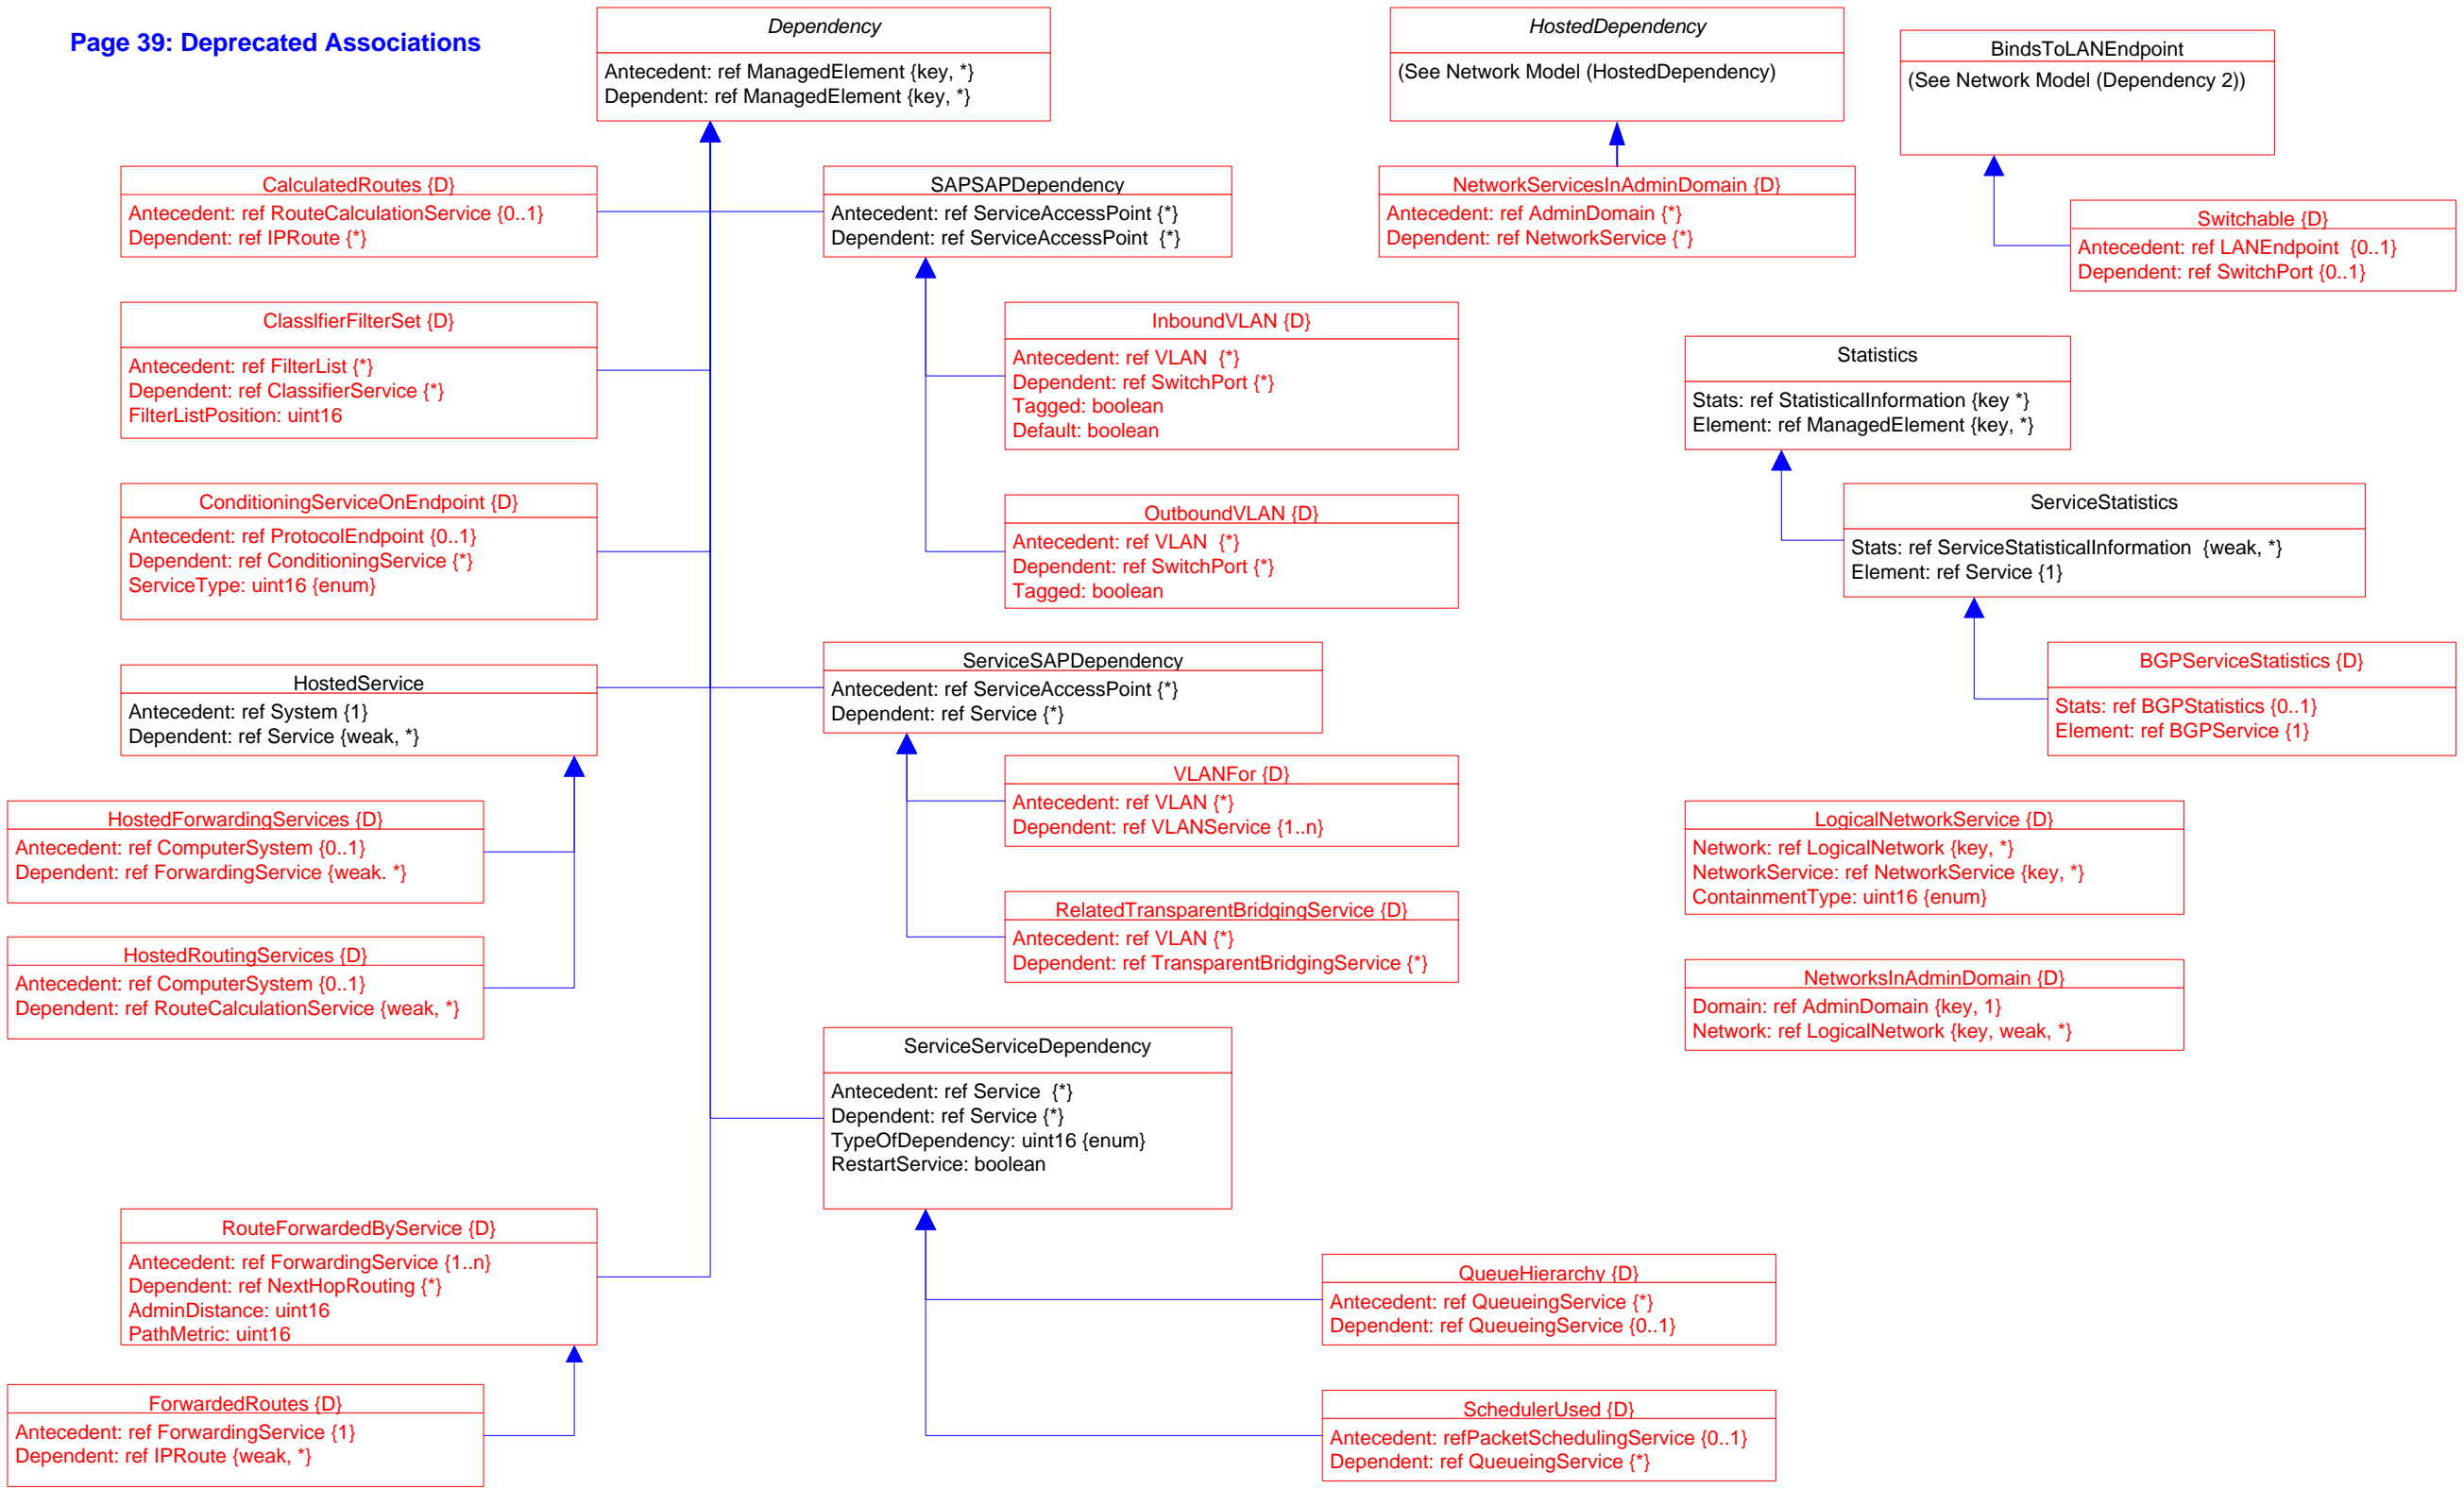 Page 39: Deprecated Associations
Dependency
Antecedent: ref ManagedElement {key, *}
Dependent: ref ManagedElement {key, *}
HostedDependency
(See Network Model (HostedDependency)
BindsToLANEndpoint
(See Network Model (Dependency 2))
CalculatedRoutes {D}
Antecedent: ref RouteCalculationService {0..1}
Dependent: ref IPRoute {*}
SAPSAPDependency
Antecedent: ref ServiceAccessPoint {*}
Dependent: ref ServiceAccessPoint  {*}
NetworkServicesInAdminDomain {D}
Antecedent: ref AdminDomain {*}
Dependent: ref NetworkService {*}
Switchable {D}
Antecedent: ref LANEndpoint  {0..1}
Dependent: ref SwitchPort {0..1}
ClassIfierFilterSet {D}
Antecedent: ref FilterList {*}
Dependent: ref ClassifierService {*}
FilterListPosition: uint16
InboundVLAN {D}
Antecedent: ref VLAN  {*}
Dependent: ref SwitchPort {*}
Tagged: boolean
Default: boolean
Statistics
Stats: ref StatisticalInformation {key *}
Element: ref ManagedElement {key, *}
ConditioningServiceOnEndpoint {D}
Antecedent: ref ProtocolEndpoint {0..1}
Dependent: ref ConditioningService {*}
ServiceType: uint16 {enum}
OutboundVLAN {D}
Antecedent: ref VLAN  {*}
Dependent: ref SwitchPort {*}
Tagged: boolean
ServiceStatistics
Stats: ref ServiceStatisticalInformation  {weak, *}
Element: ref Service {1}
HostedService
Antecedent: ref System {1}
Dependent: ref Service {weak, *}
ServiceSAPDependency
Antecedent: ref ServiceAccessPoint {*}
Dependent: ref Service {*}
BGPServiceStatistics {D}
Stats: ref BGPStatistics {0..1}
Element: ref BGPService {1}
HostedForwardingServices {D}
Antecedent: ref ComputerSystem {0..1}
Dependent: ref ForwardingService {weak. *}
VLANFor {D}
Antecedent: ref VLAN {*}
Dependent: ref VLANService {1..n}
LogicalNetworkService {D}
Network: ref LogicalNetwork {key, *}
NetworkService: ref NetworkService {key, *}
ContainmentType: uint16 {enum}
HostedRoutingServices {D}
Antecedent: ref ComputerSystem {0..1}
Dependent: ref RouteCalculationService {weak, *}
RelatedTransparentBridgingService {D}
Antecedent: ref VLAN {*}
Dependent: ref TransparentBridgingService {*}
NetworksInAdminDomain {D}
Domain: ref AdminDomain {key, 1}
Network: ref LogicalNetwork {key, weak, *}
ServiceServiceDependency
Antecedent: ref Service  {*}
Dependent: ref Service {*}
TypeOfDependency: uint16 {enum}
RestartService: boolean
RouteForwardedByService {D}
Antecedent: ref ForwardingService {1..n}
Dependent: ref NextHopRouting {*}
AdminDistance: uint16
PathMetric: uint16
QueueHierarchy {D}
Antecedent: ref QueueingService {*}
Dependent: ref QueueingService {0..1}
ForwardedRoutes {D}
Antecedent: ref ForwardingService {1}
Dependent: ref IPRoute {weak, *}
SchedulerUsed {D}
Antecedent: refPacketSchedulingService {0..1}
Dependent: ref QueueingService {*}